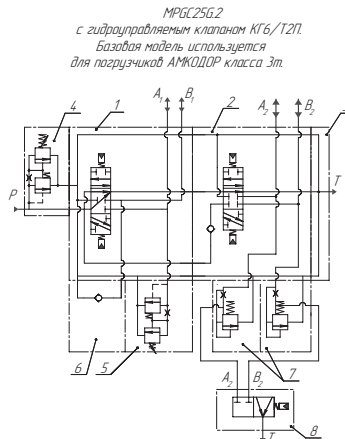 MPGC25G.2
с гидроуправляемым клапаном КГ6/Т2П.
Базовая модель используется
для погрузчиков АМКОДОР класса 3т.
4
1
A1
B1
2
A2
B2
3
P
T
6
5
7
A2
B2
8
T